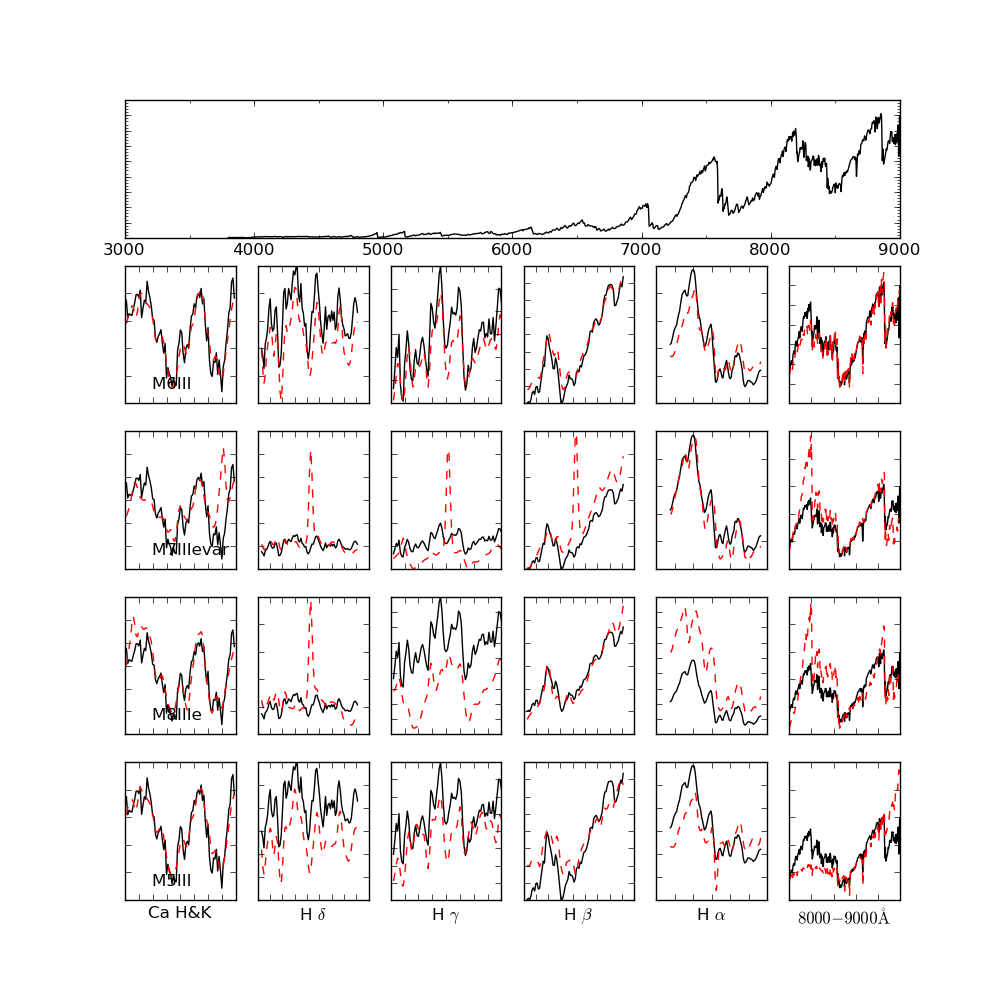 3000 4000 5000 6000 7000 8000 9000
M6III
M7IIIevar
M8IIIe
M5III
Ca H&K H δ H γ H β H α 8000−9000Å